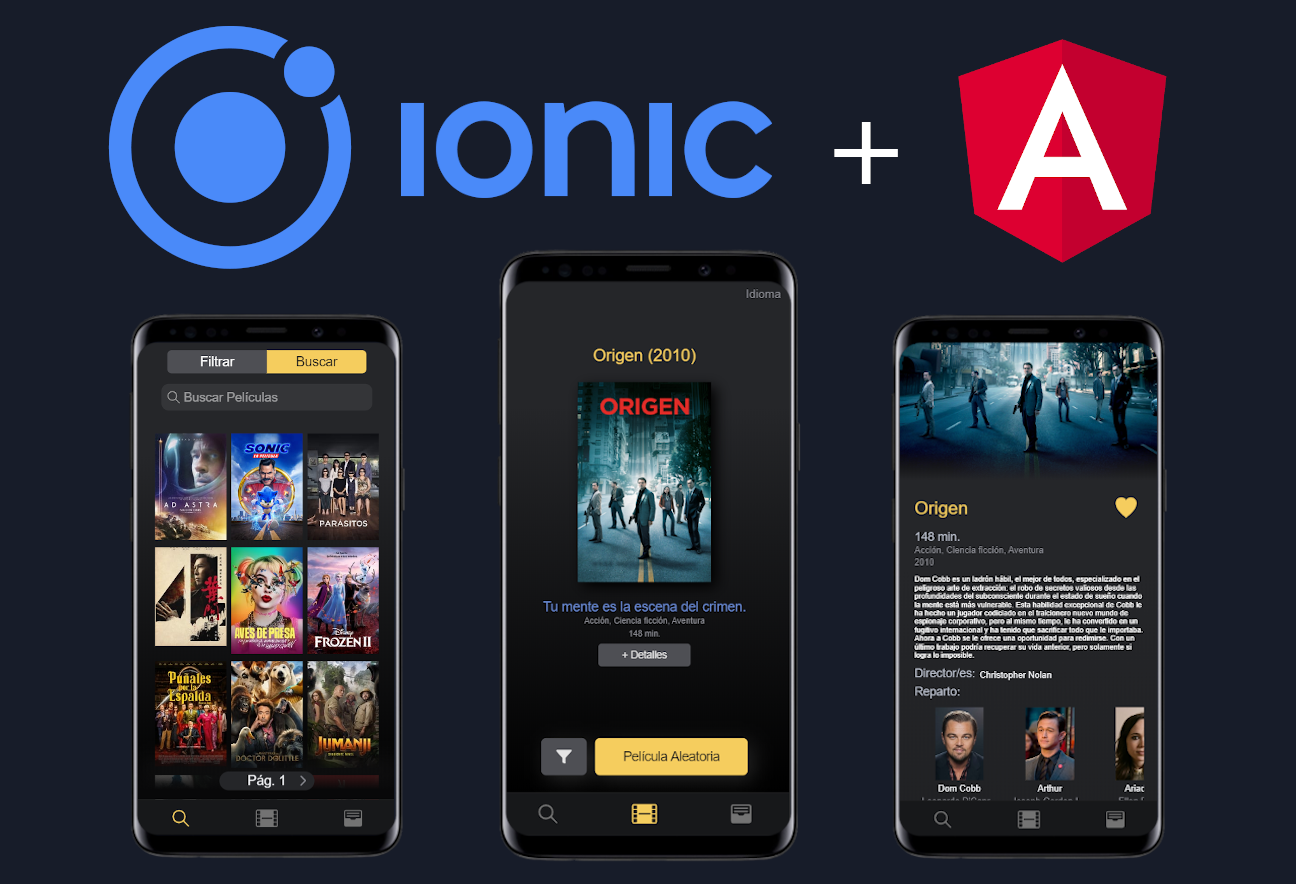 IONIC + A
Filtrar
Buscar
Buscar Películas
AD ASTRA
SONIC
LA PELÍCULA
PARÁSITOS
AVES DE PRESA
Disney
FROZEN II
Puñales
por la
Espalda
DOCTOR DOLITTLE
JUMANJI
Pág. 1
Idioma
Origen (2010)
ORIGEN
Tu mente es la escena del crimen.
Acción, Ciencia ficción, Aventura
148 min.
+ Detalles
Película Aleatoria
Origen
148 min.
Acción, Ciencia ficción, Aventura
2010
Dom Cobb es un ladrón hábil, el mejor de todos, especializado en el
peligroso arte de extracción: el robo de secretos valiosos desde las
profundidades del subconsciente durante el estado de sueño cuando
la mente está más vulnerable. Esta habilidad excepcional de Cobb le
ha hecho un jugador codiciado en el traicionero nuevo mundo de
espionaje corporativo, pero al mismo tiempo, le ha convertido en un
fugitivo internacional y ha tenido que sacrificar todo que le importaba.
Ahora a Cobb se le ofrece una oportunidad para redimirse. Con un
último trabajo podría recuperar su vida anterior, pero solamente si
logra lo imposible.
Director/es: Christopher Nolan
Reparto:
Dom Cobb
Arthur
Ariad